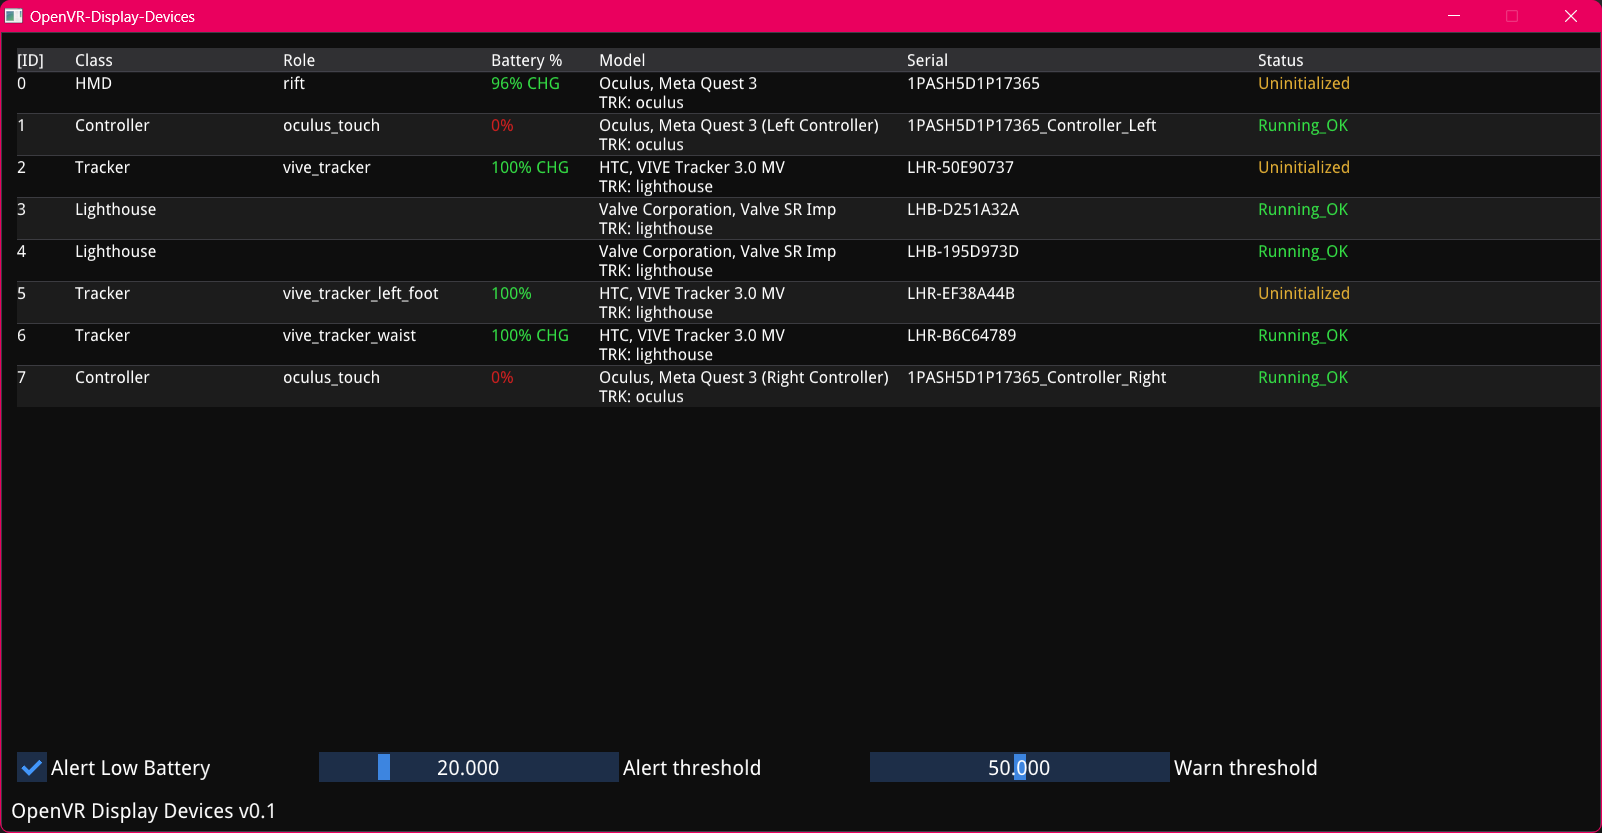 OpenVR-Display-Devices
[ID] Class Role Battery % Model Serial Status
0 HMD rift 96% CHG Oculus, Meta Quest 3 1PASH5D1P17365 Uninitialized
TRK: oculus
1 Controller oculus_touch 0% Oculus, Meta Quest 3 (Left Controller) 1PASH5D1P17365_Controller_Left Running_OK
TRK: oculus
2 Tracker vive_tracker 100% CHG HTC, VIVE Tracker 3.0 MV LHR-50E90737 Uninitialized
TRK: lighthouse
3 Lighthouse Valve Corporation, Valve SR Imp LHB-D251A32A Running_OK
TRK: lighthouse
4 Lighthouse Valve Corporation, Valve SR Imp LHB-195D973D Running_OK
TRK: lighthouse
5 Tracker vive_tracker_left_foot 100% HTC, VIVE Tracker 3.0 MV LHR-EF38A44B Uninitialized
TRK: lighthouse
6 Tracker vive_tracker_waist 100% CHG HTC, VIVE Tracker 3.0 MV LHR-B6C64789 Running_OK
TRK: lighthouse
7 Controller oculus_touch 0% Oculus, Meta Quest 3 (Right Controller) 1PASH5D1P17365_Controller_Right Running_OK
TRK: oculus
Alert Low Battery 20.000 Alert threshold 50.000 Warn threshold
OpenVR Display Devices v0.1